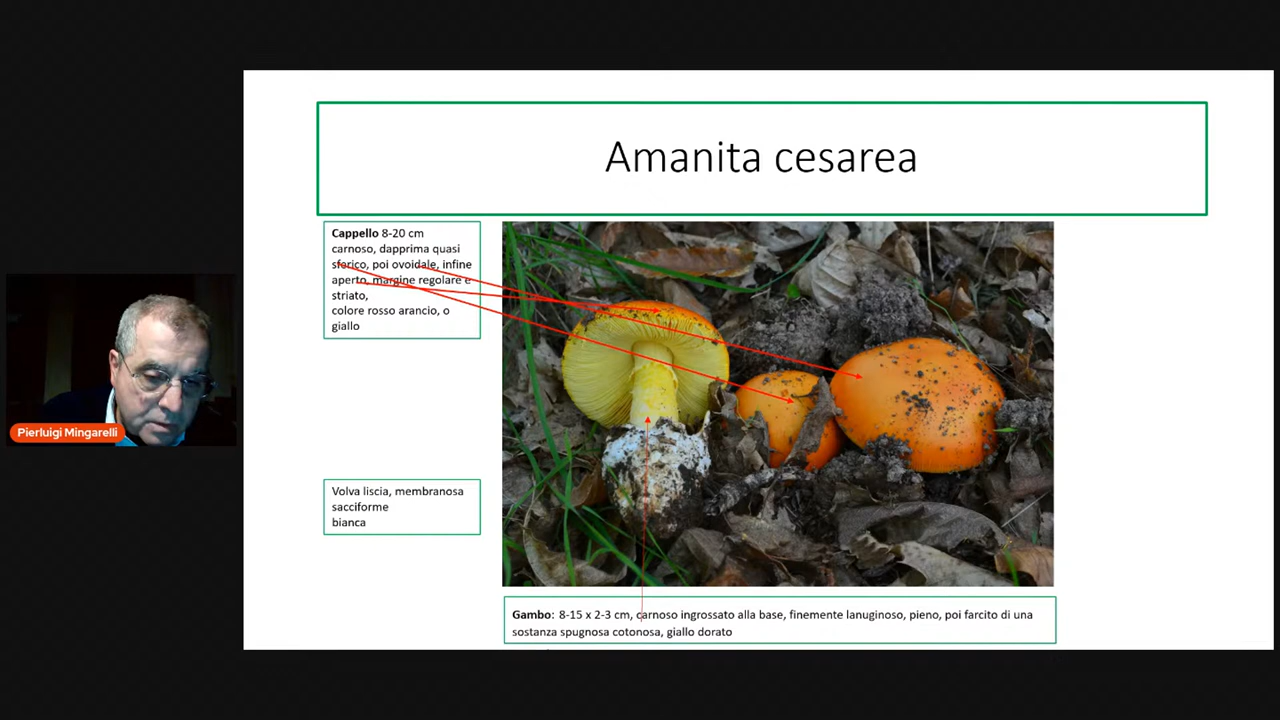 Amanita cesarea
Cappello 8-20 cm
carnoso, dapprima quasi
sferico, poi ovoidale, infine
aperto, margine regolare e
striato,
colore rosso arancio, o
giallo
Pierluigi Mingarelli
Volva liscia, membranosa
sacciforme
bianca
Gambo: 8-15 x 2-3 cm, carnoso ingrossato alla base, finemente lanuginoso, pieno, poi farcito di una
sostanza spugnosa cotonosa, giallo dorato